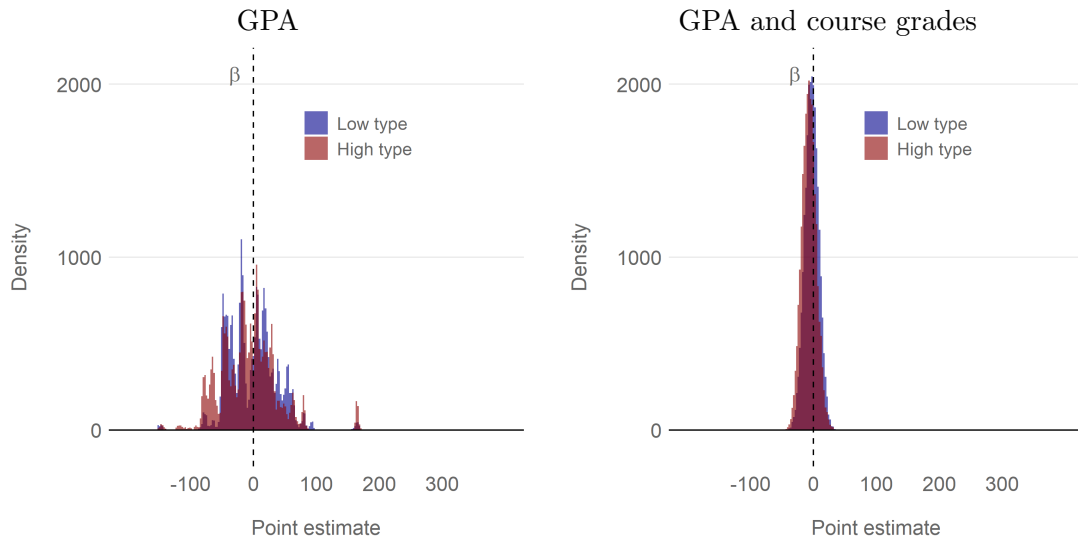 GPA
β
2000
Low type
High type
1000
0
Density
-100 0 100 200 300
Point estimate
GPA and course grades
β
2000
Low type
High type
1000
0
Density
-100 0 100 200 300
Point estimate